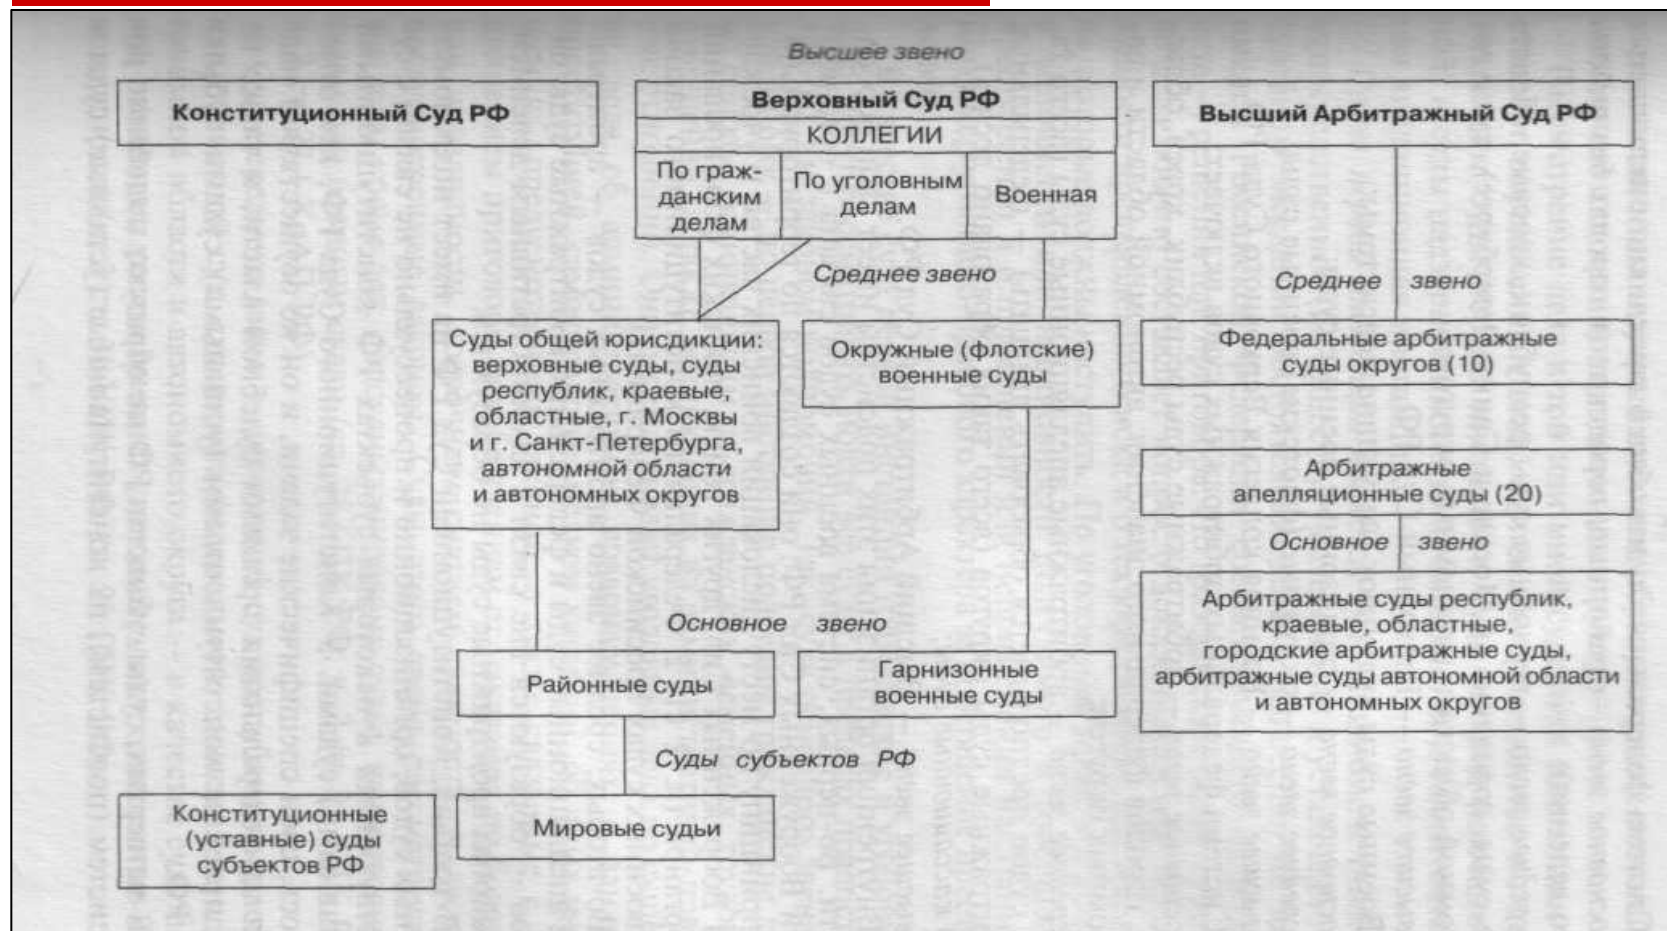 Высшее звено
Конституционный Суд РФ
Верховный Суд РФ
КОЛЛЕГИИ
По граж-
данским
делам
По уголовным
делам
Военная
Высший Арбитражный Суд РФ
Среднее звено
Среднее звено
Суды общей юрисдикции:
верховные суды, суды
республик, краевые,
областные, г. Москвы
и г. Санкт-Петербурга,
автономной области
и автономных округов
Окружные (флотские)
военные суды
Федеральные арбитражные
суды округов (10)
Арбитражные
апелляционные суды (20)
Основное звено
Арбитражные суды республик,
краевые, областные,
городские арбитражные суды,
арбитражные суды автономной области
и автономных округов
Основное звено
Районные суды
Гарнизонные
военные суды
Суды субъектов РФ
Конституционные
(уставные) суды
субъектов РФ
Мировые судьи